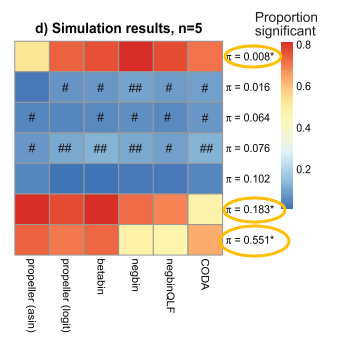 Proportion
significant
d) Simulation results, n=5
0.8
0.6
0.4
0.2
π = 0.008*
# # ## # # π = 0.016
# # # # # π = 0.064
# ## ## ## # ## π = 0.076
π = 0.102
π = 0.183*
π = 0.551*
propeller (asin)
propeller (logit)
betabin
negbin
negbinQLF
CODA